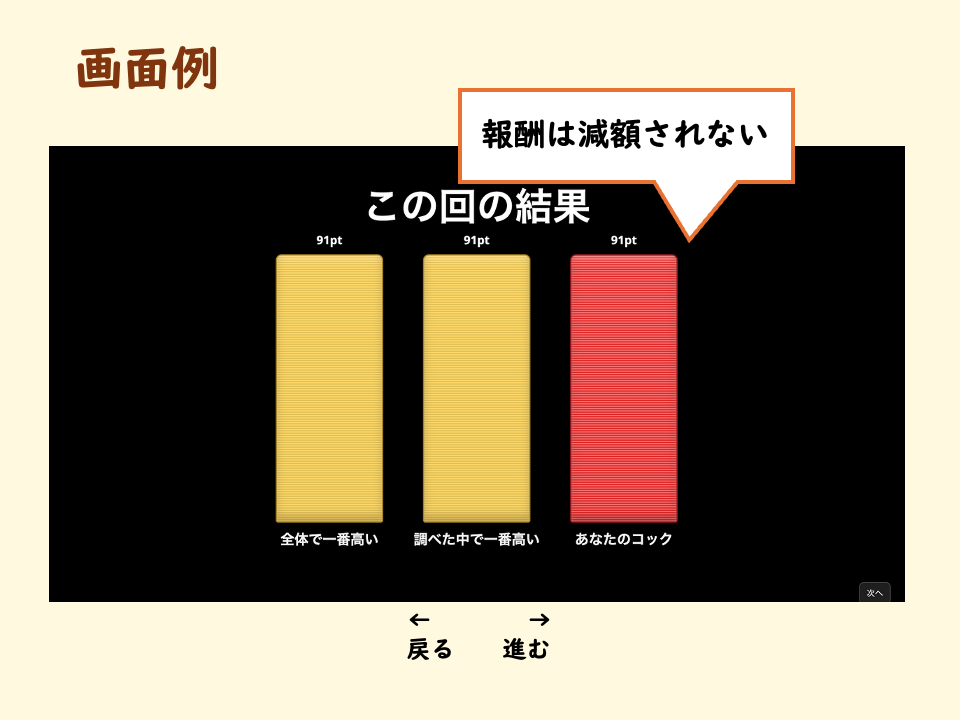 画面例
報酬は減額されない
この回の結果
91pt 91pt 91pt
全体で一番高い 調べた中で一番高い あなたのコック
次へ
← →
戻る 進む